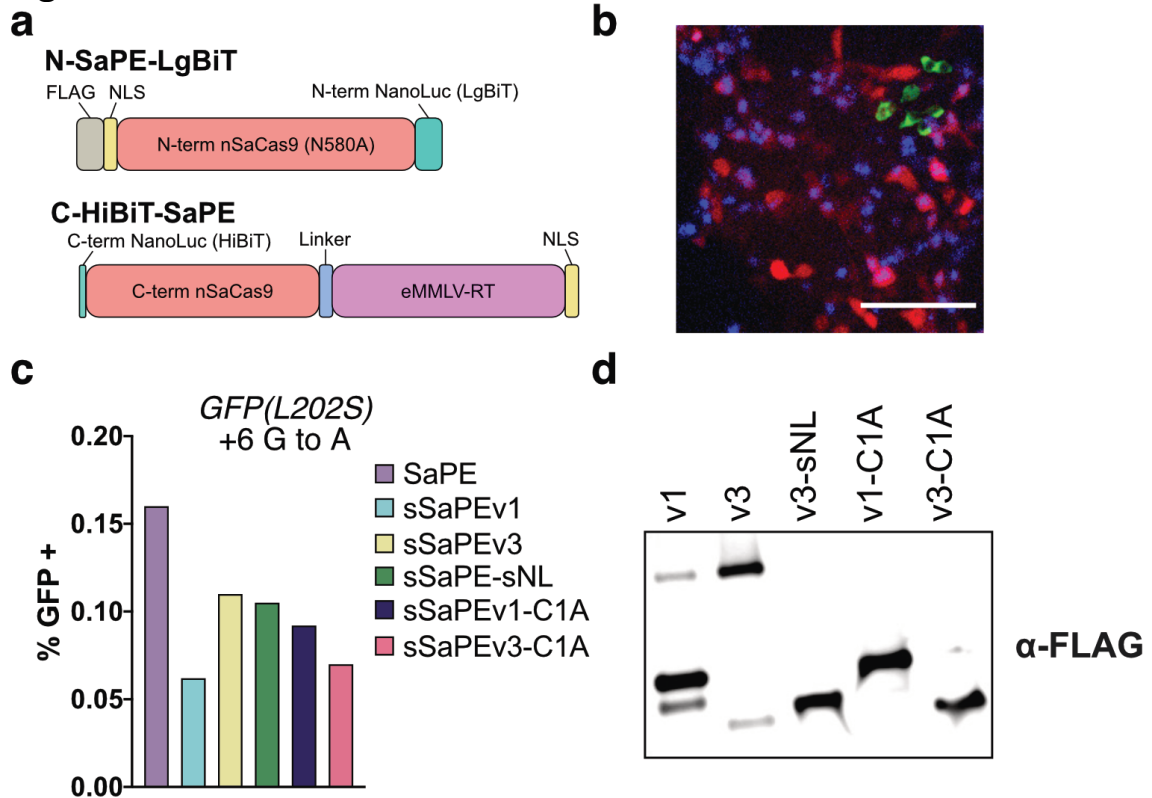 a
N-SaPE-LgBiT
FLAG NLS
N-term NanoLuc (LgBiT)
N-term nSaCas9 (N580A)
C-HiBiT-SaPE
C-term NanoLuc (HiBiT)
Linker
NLS
C-term nSaCas9
eMMLV-RT
b
c
GFP(L202S)
+6 G to A
% GFP +
0.20
0.15
0.10
0.05
0.00
SaPE
sSaPEv1
sSaPEv3
sSaPE-sNL
sSaPEv1-C1A
sSaPEv3-C1A
d
v1
v3
v3-sNL
v1-C1A
v3-C1A
α-FLAG